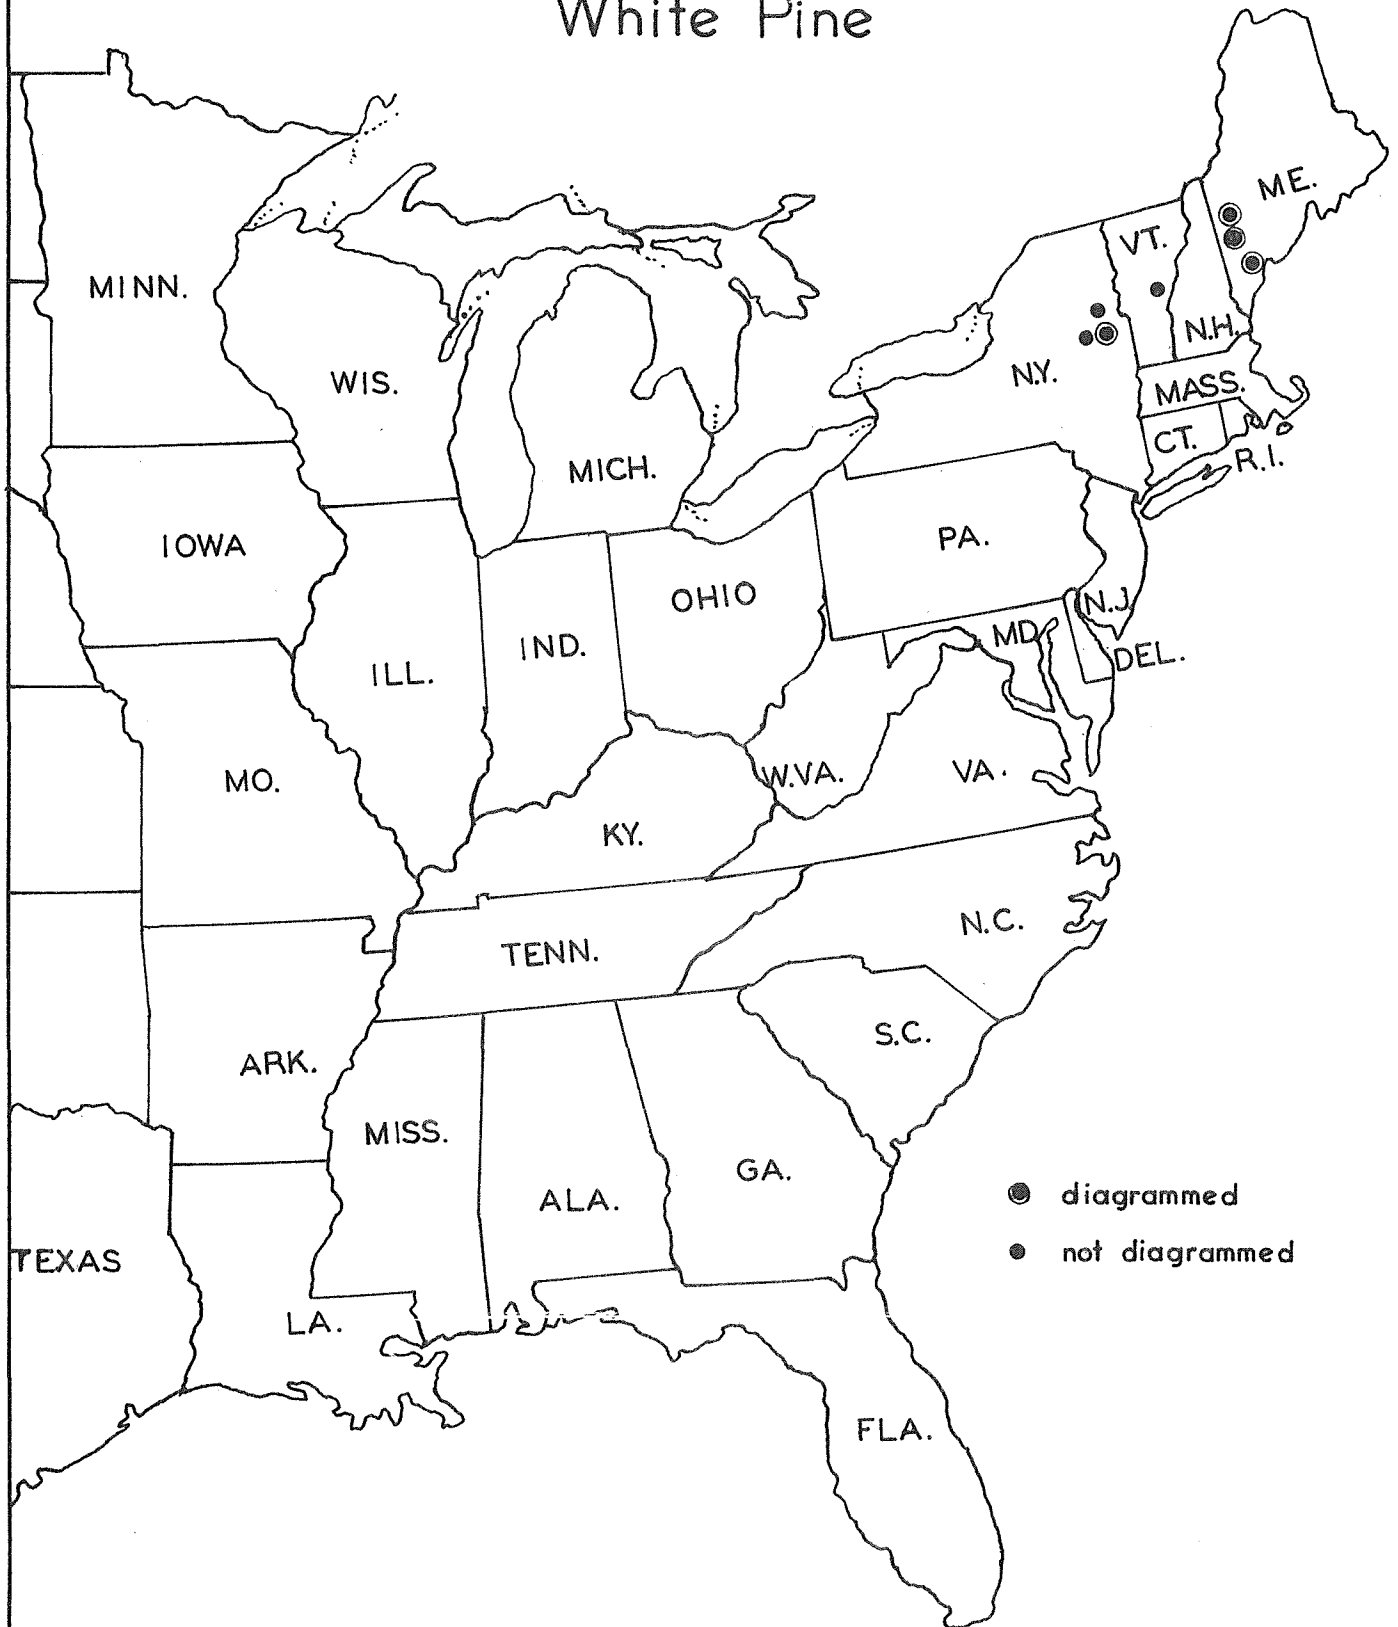 White Pine
ME.
VT.
MINN.
N.H.
WIS.
N.Y.
MASS.
CT.
R.I.
MICH.
IOWA
PA.
OHIO
N.J.
IND.
MD.
DEL.
ILL.
MO.
W.VA.
VA.
KY.
N.C.
TENN.
S.C.
ARK.
MISS.
GA.
ALA.
diagrammed
not diagrammed
TEXAS
LA.
FLA.